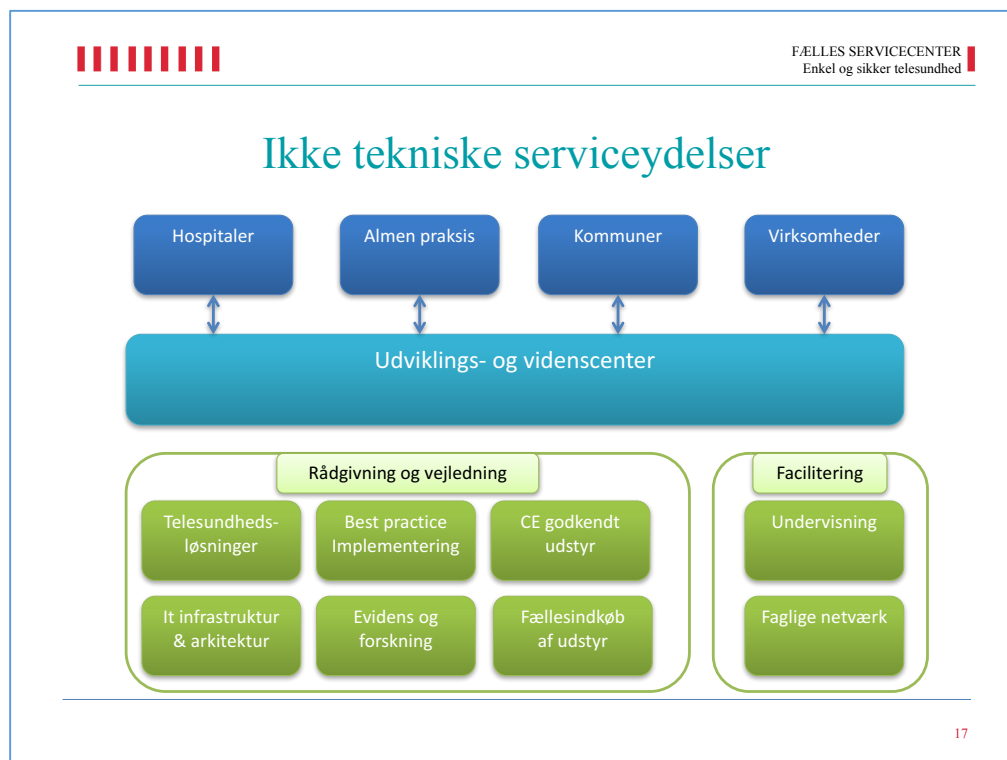 FÆLLES SERVICECENTER
Enkel og sikker telesundhed
Ikke tekniske serviceydelser
Hospitaler
Almen praksis
Kommuner
Virksomheder
Udviklings- og videnscenter
Rådgivning og vejledning
Telesundheds-
løsninger
Best practice
Implementering
CE godkendt
udstyr
It infrastruktur
& arkitektur
Evidens og
forskning
Fællesindkøb
af udstyr
Facilitering
Undervisning
Faglige netværk
17